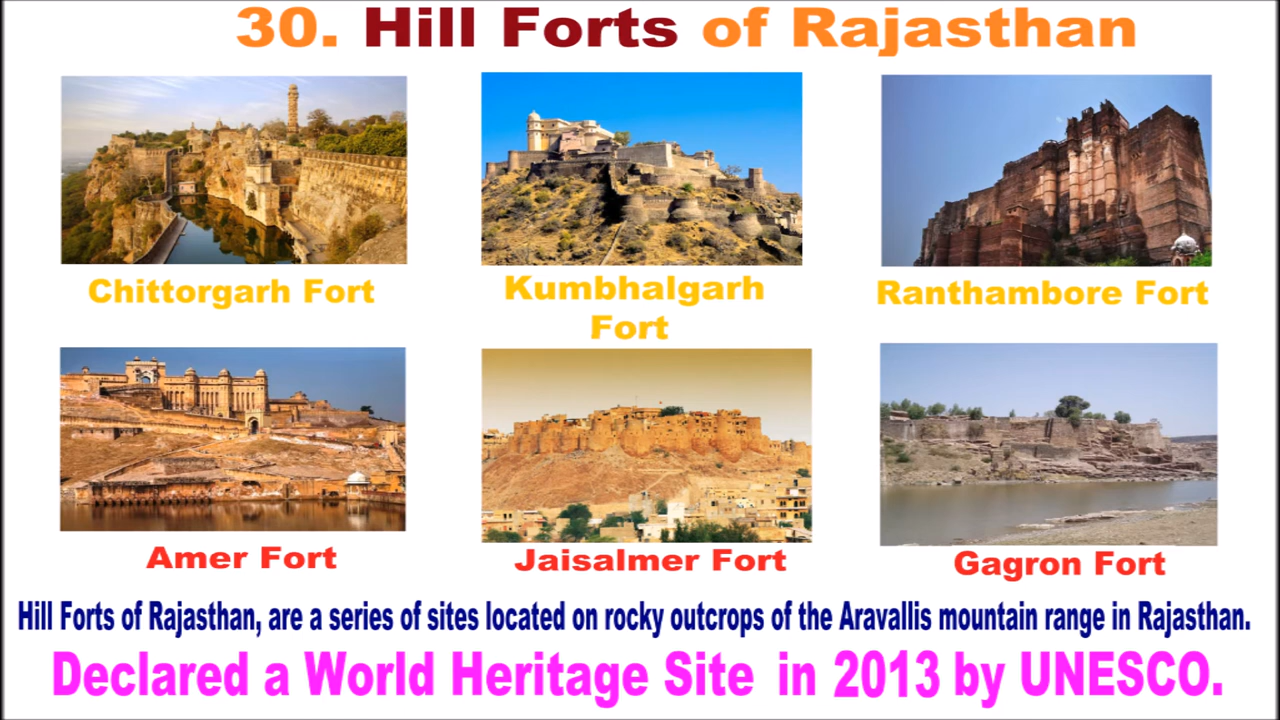 30. Hill Forts of Rajasthan
Chittorgarh Fort
Kumbhalgarh
Fort
Ranthambore Fort
Amer Fort
Jaisalmer Fort
Gagron Fort
Hill Forts of Rajasthan, are a series of sites located on rocky outcrops of the Aravallis mountain range in Rajasthan.
Declared a World Heritage Site in 2013 by UNESCO.